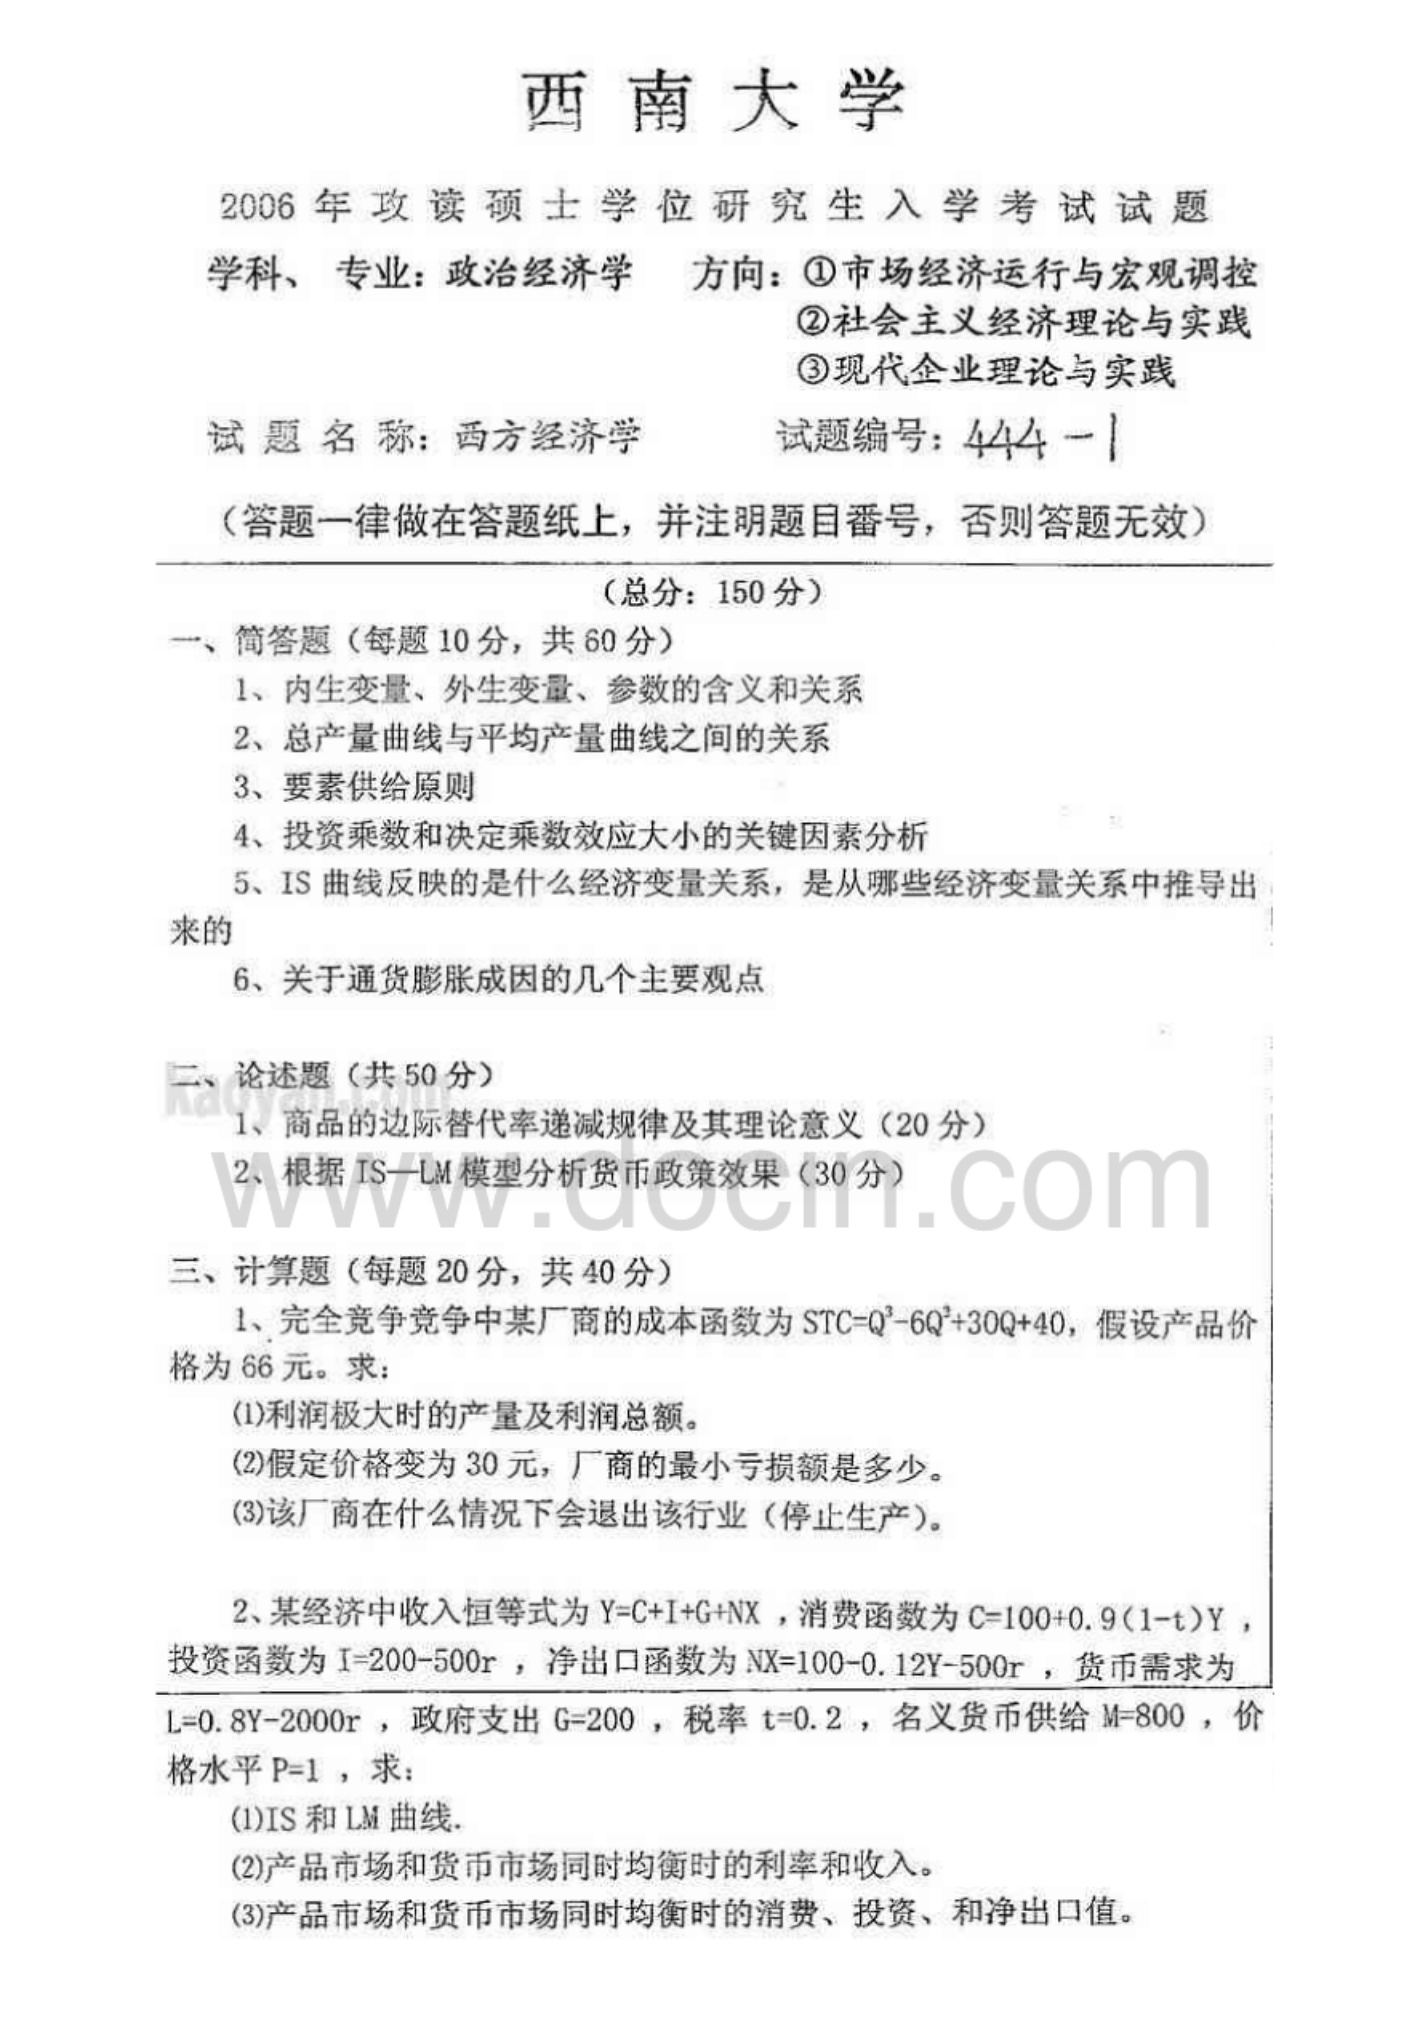 西南大学
2006年攻读硕士学位研究生入学考试试题
学科、 专业：政治经济学 方向：①市场经济运行与宏观调控
②社会主义经济理论与实践
③现代企业理论与实践
试题名称：西方经济学 试题编号：444-1
（答题一律做在答题纸上，并注明题目番号，否则答题无效）
（总分：150分）
一、简答题（每题10分，共60分）
1、内生变量、外生变量、参数的含义和关系
2、总产量曲线与平均产量曲线之间的关系
3、要素供给原则
4、投资乘数和决定乘数效应大小的关键因素分析
5、IS曲线反映的是什么经济变量关系，是从哪些经济变量关系中推导出
来的
6、关于通货膨胀成因的几个主要观点
二、论述题（共50分）
kaoyan.com
1、商品的边际替代率递减规律及其理论意义（20分）
2、根据IS—LM模型分析货币政策效果（30分）
www.docin.com
三、计算题（每题20分，共40分）
1、完全竞争竞争中某厂商的成本函数为STC=Q³-6Q²+30Q+40，假设产品价
格为66元。求：
⑴利润极大时的产量及利润总额。
⑵假定价格变为30元，厂商的最小亏损额是多少。
⑶该厂商在什么情况下会退出该行业（停止生产）。
2、某经济中收入恒等式为Y=C+I+G+NX ，消费函数为C=100+0.9(1-t)Y ，
投资函数为I=200-500r ，净出口函数为NX=100-0.12Y-500r ，货币需求为
L=0.8Y-2000r ，政府支出G=200 ，税率t=0.2 ，名义货币供给M=800 ，价
格水平P=1 ，求：
⑴IS和LM曲线.
⑵产品市场和货币市场同时均衡时的利率和收入。
⑶产品市场和货币市场同时均衡时的消费、投资、和净出口值。